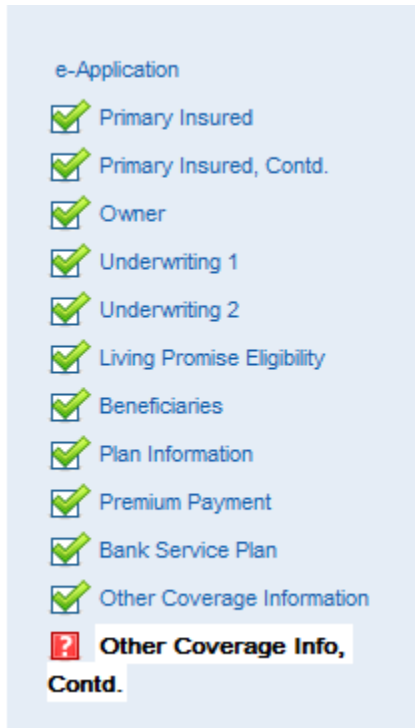 e-Application
Primary Insured
Primary Insured, Contd.
Owner
Underwriting 1
Underwriting 2
Living Promise Eligibility
Beneficiaries
Plan Information
Premium Payment
Bank Service Plan
Other Coverage Information
? Other Coverage Info,
Contd.